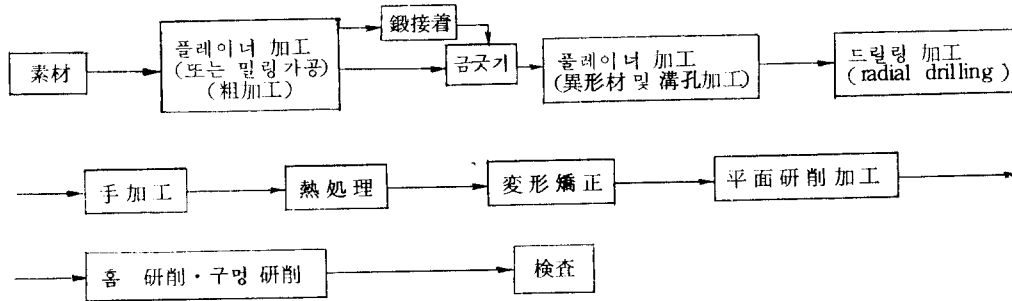 素材
플레이너 加工
(또는 밀링가공)
(粗加工)
鍛接着
금긋기
플레이너 加工
(異形材 및 溝孔加工)
드릴링 加工
(radial drilling)
手加工
熱処理
変形矯正
平面研削加工
홈 研削·구멍 研削
検査